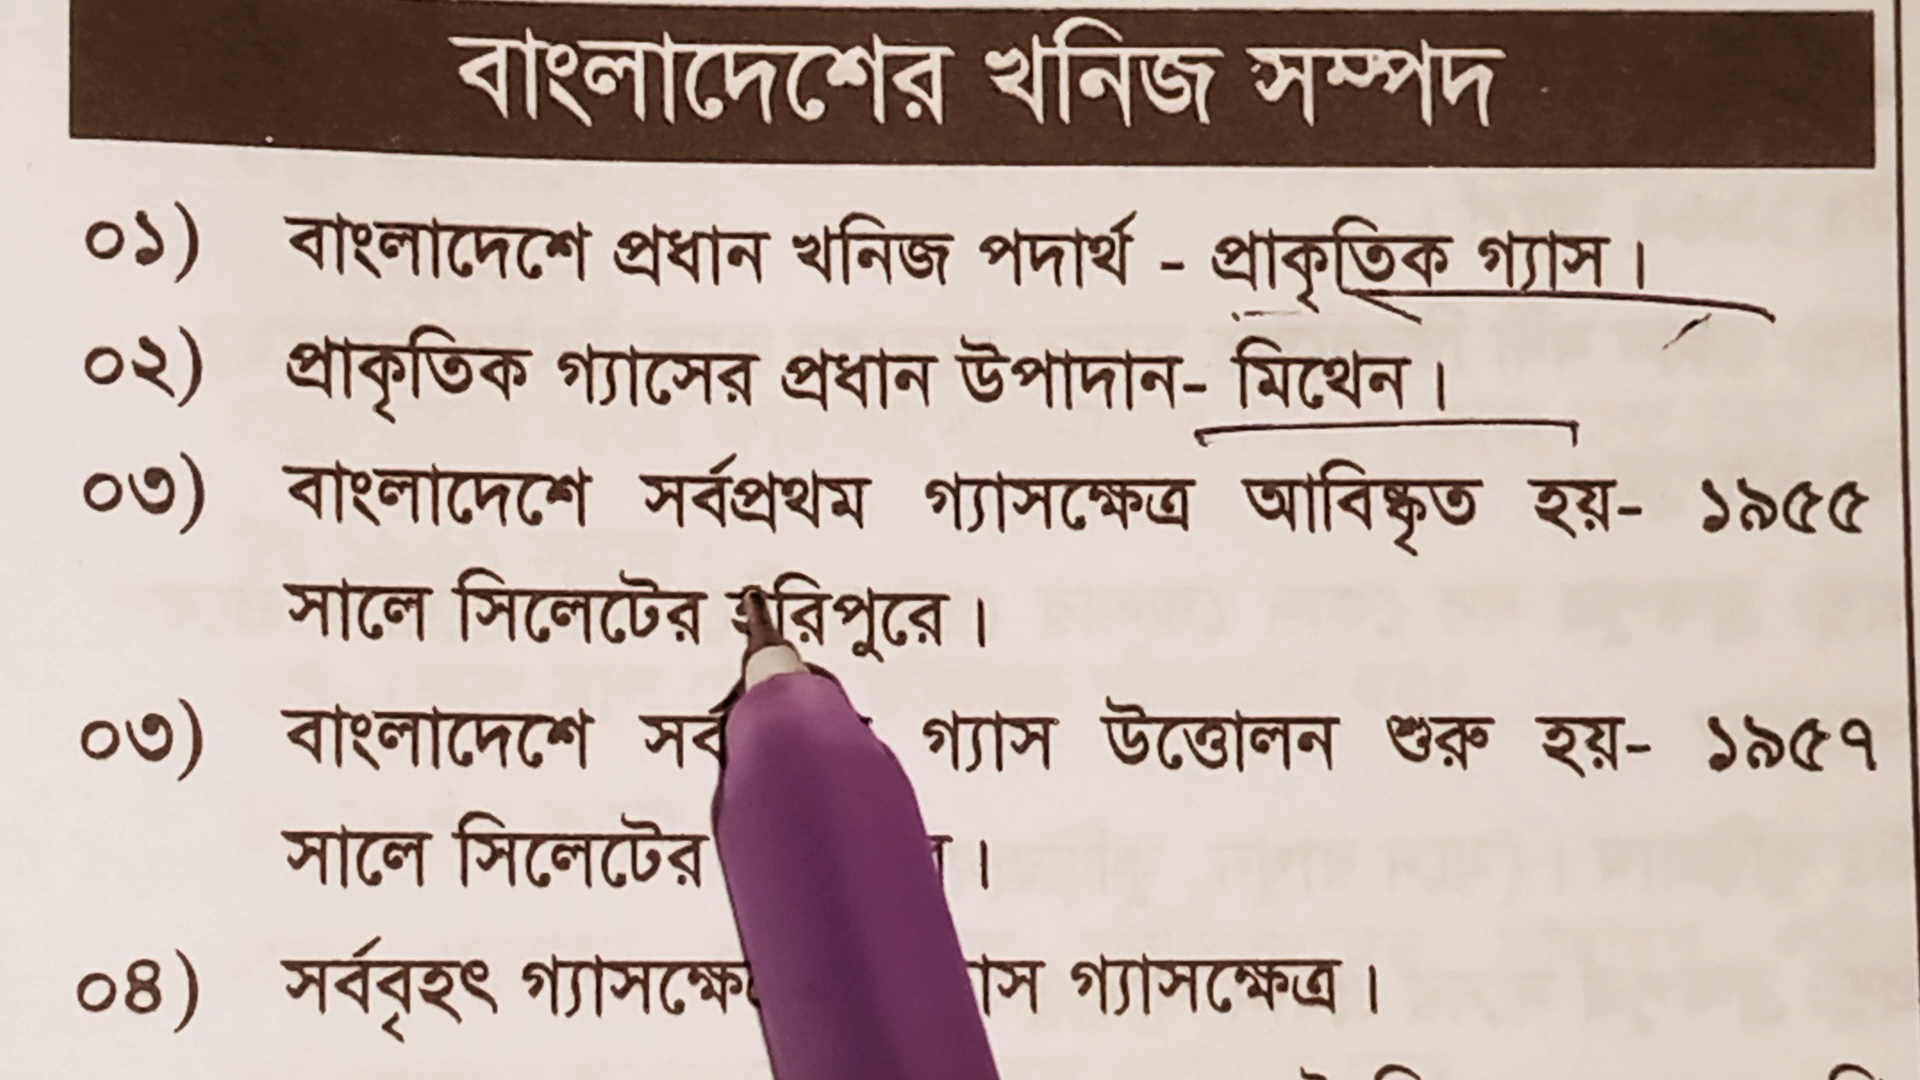 বাংলাদেশের খনিজ সম্পদ
০১) বাংলাদেশে প্রধান খনিজ পদার্থ - প্রাকৃতিক গ্যাস।
০২) প্রাকৃতিক গ্যাসের প্রধান উপাদান- মিথেন।
০৩) বাংলাদেশে সর্বপ্রথম গ্যাসক্ষেত্র আবিষ্কৃত হয়- ১৯৫৫
সালে সিলেটের হরিপুরে।
০৩) বাংলাদেশে গ্যাস উত্তোলন শুরু হয়- ১৯৫৭
সালে সিলেটের
০৪) সর্ববৃহৎ গ্যাসক্ষেত্র।